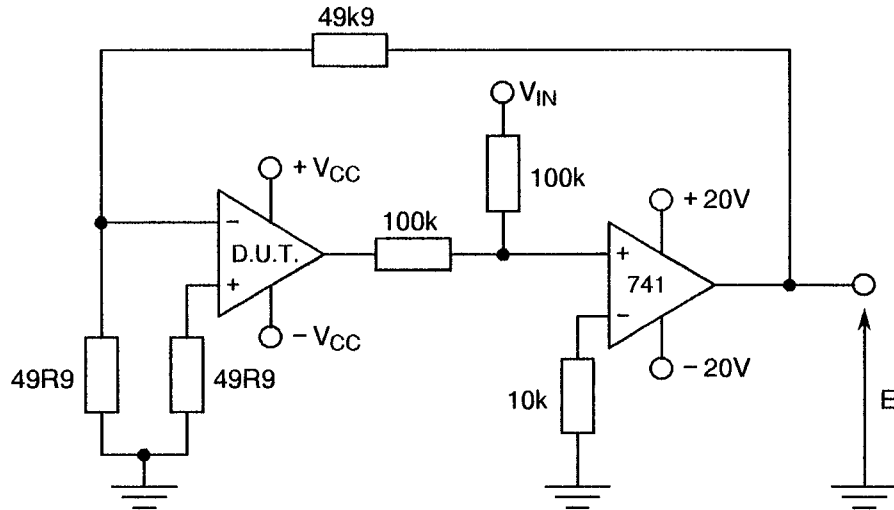 49k9
V_IN
+V_CC
100k
100k
+20V
−
D.U.T.
+
+
741
−
−V_CC
−20V
49R9
49R9
10k
E